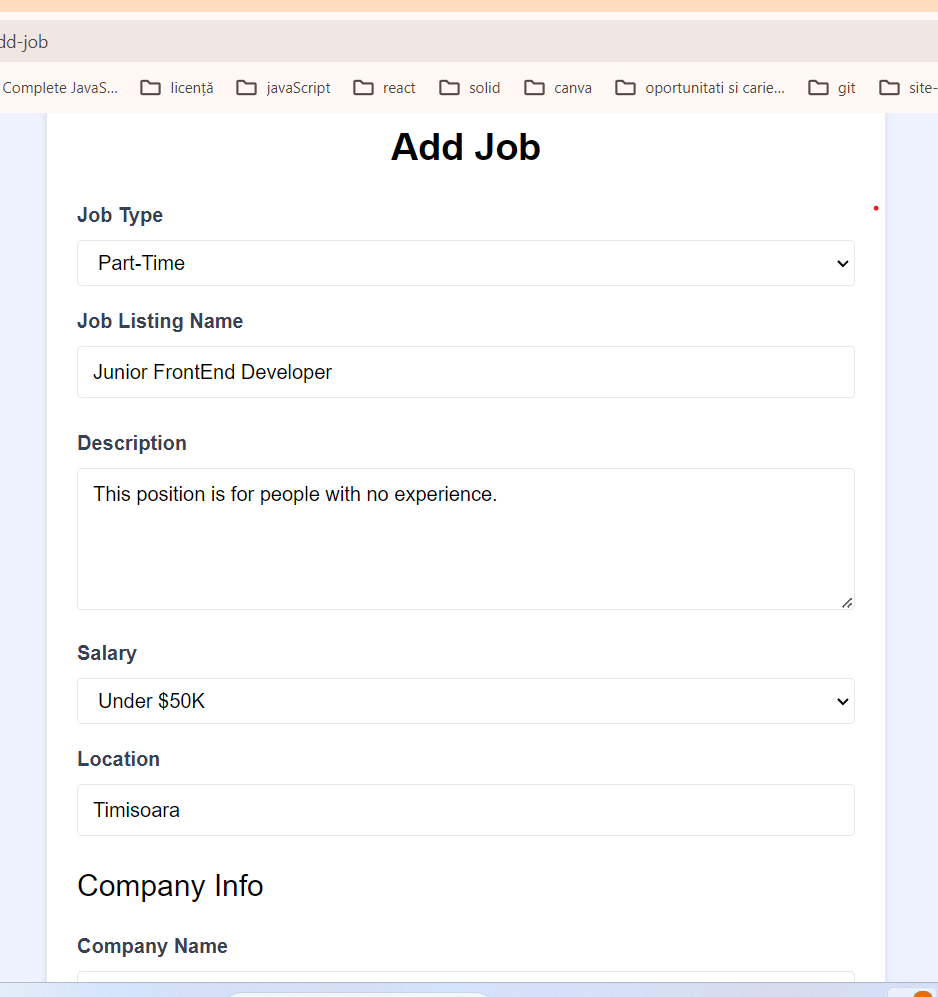 dd-job
Complete JavaS... licență javaScript react solid canva oportunitati si carie... git site-
Add Job
Job Type
Part-Time
Job Listing Name
Junior FrontEnd Developer
Description
This position is for people with no experience.
Salary
Under $50K
Location
Timisoara
Company Info
Company Name